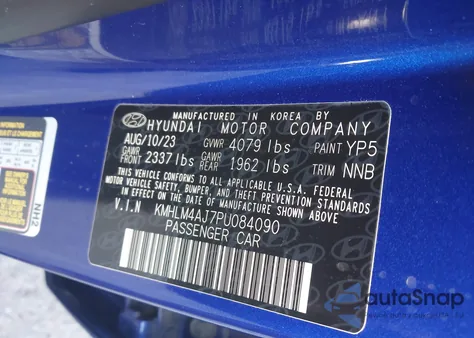 MANUFACTURED IN KOREA BY
HYUNDAI MOTOR COMPANY
AUG/10/23 GVWR 4079 lbs PAINT YP5
GAWR FRONT 2337 lbs GAWR REAR 1962 lbs TRIM NNB
THIS VEHICLE CONFORMS TO ALL APPLICABLE U.S.A. FEDERAL
MOTOR VEHICLE SAFETY, BUMPER, AND THEFT PREVENTION
STANDARDS IN EFFECT ON THE DATE OF MANUFACTURE SHOWN ABOVE.
V.I.N KMHLM4AJ7PU084090
PASSENGER CAR
NH2
autoSnap